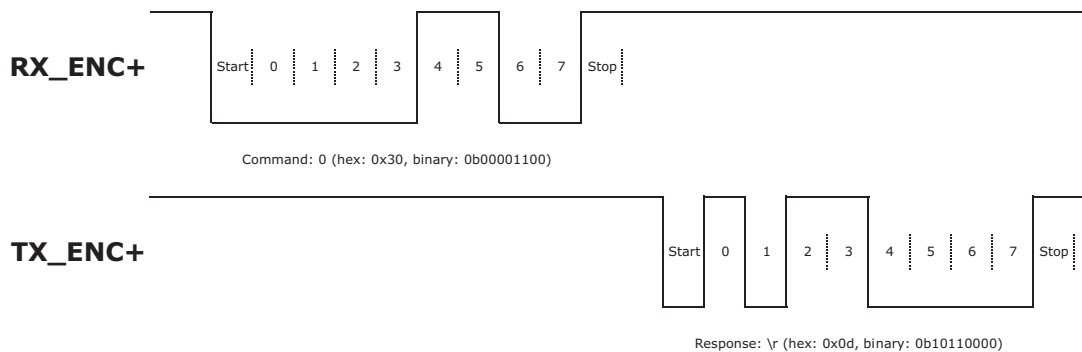 RX_ENC+ Start 0 1 2 3 4 5 6 7 Stop
Command: 0 (hex: 0x30, binary: 0b00001100)
TX_ENC+ Start 0 1 2 3 4 5 6 7 Stop
Response: \r (hex: 0x0d, binary: 0b10110000)